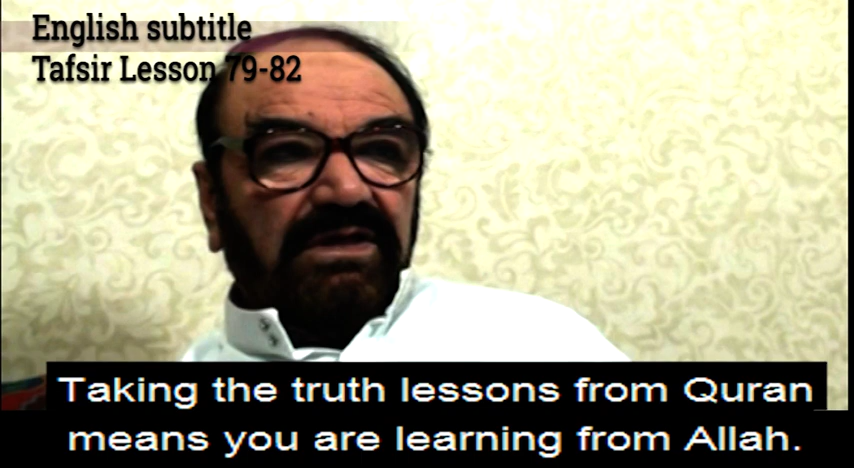 English subtitle
Tafsir Lesson 79-82
Taking the truth lessons from Quran
means you are learning from Allah.